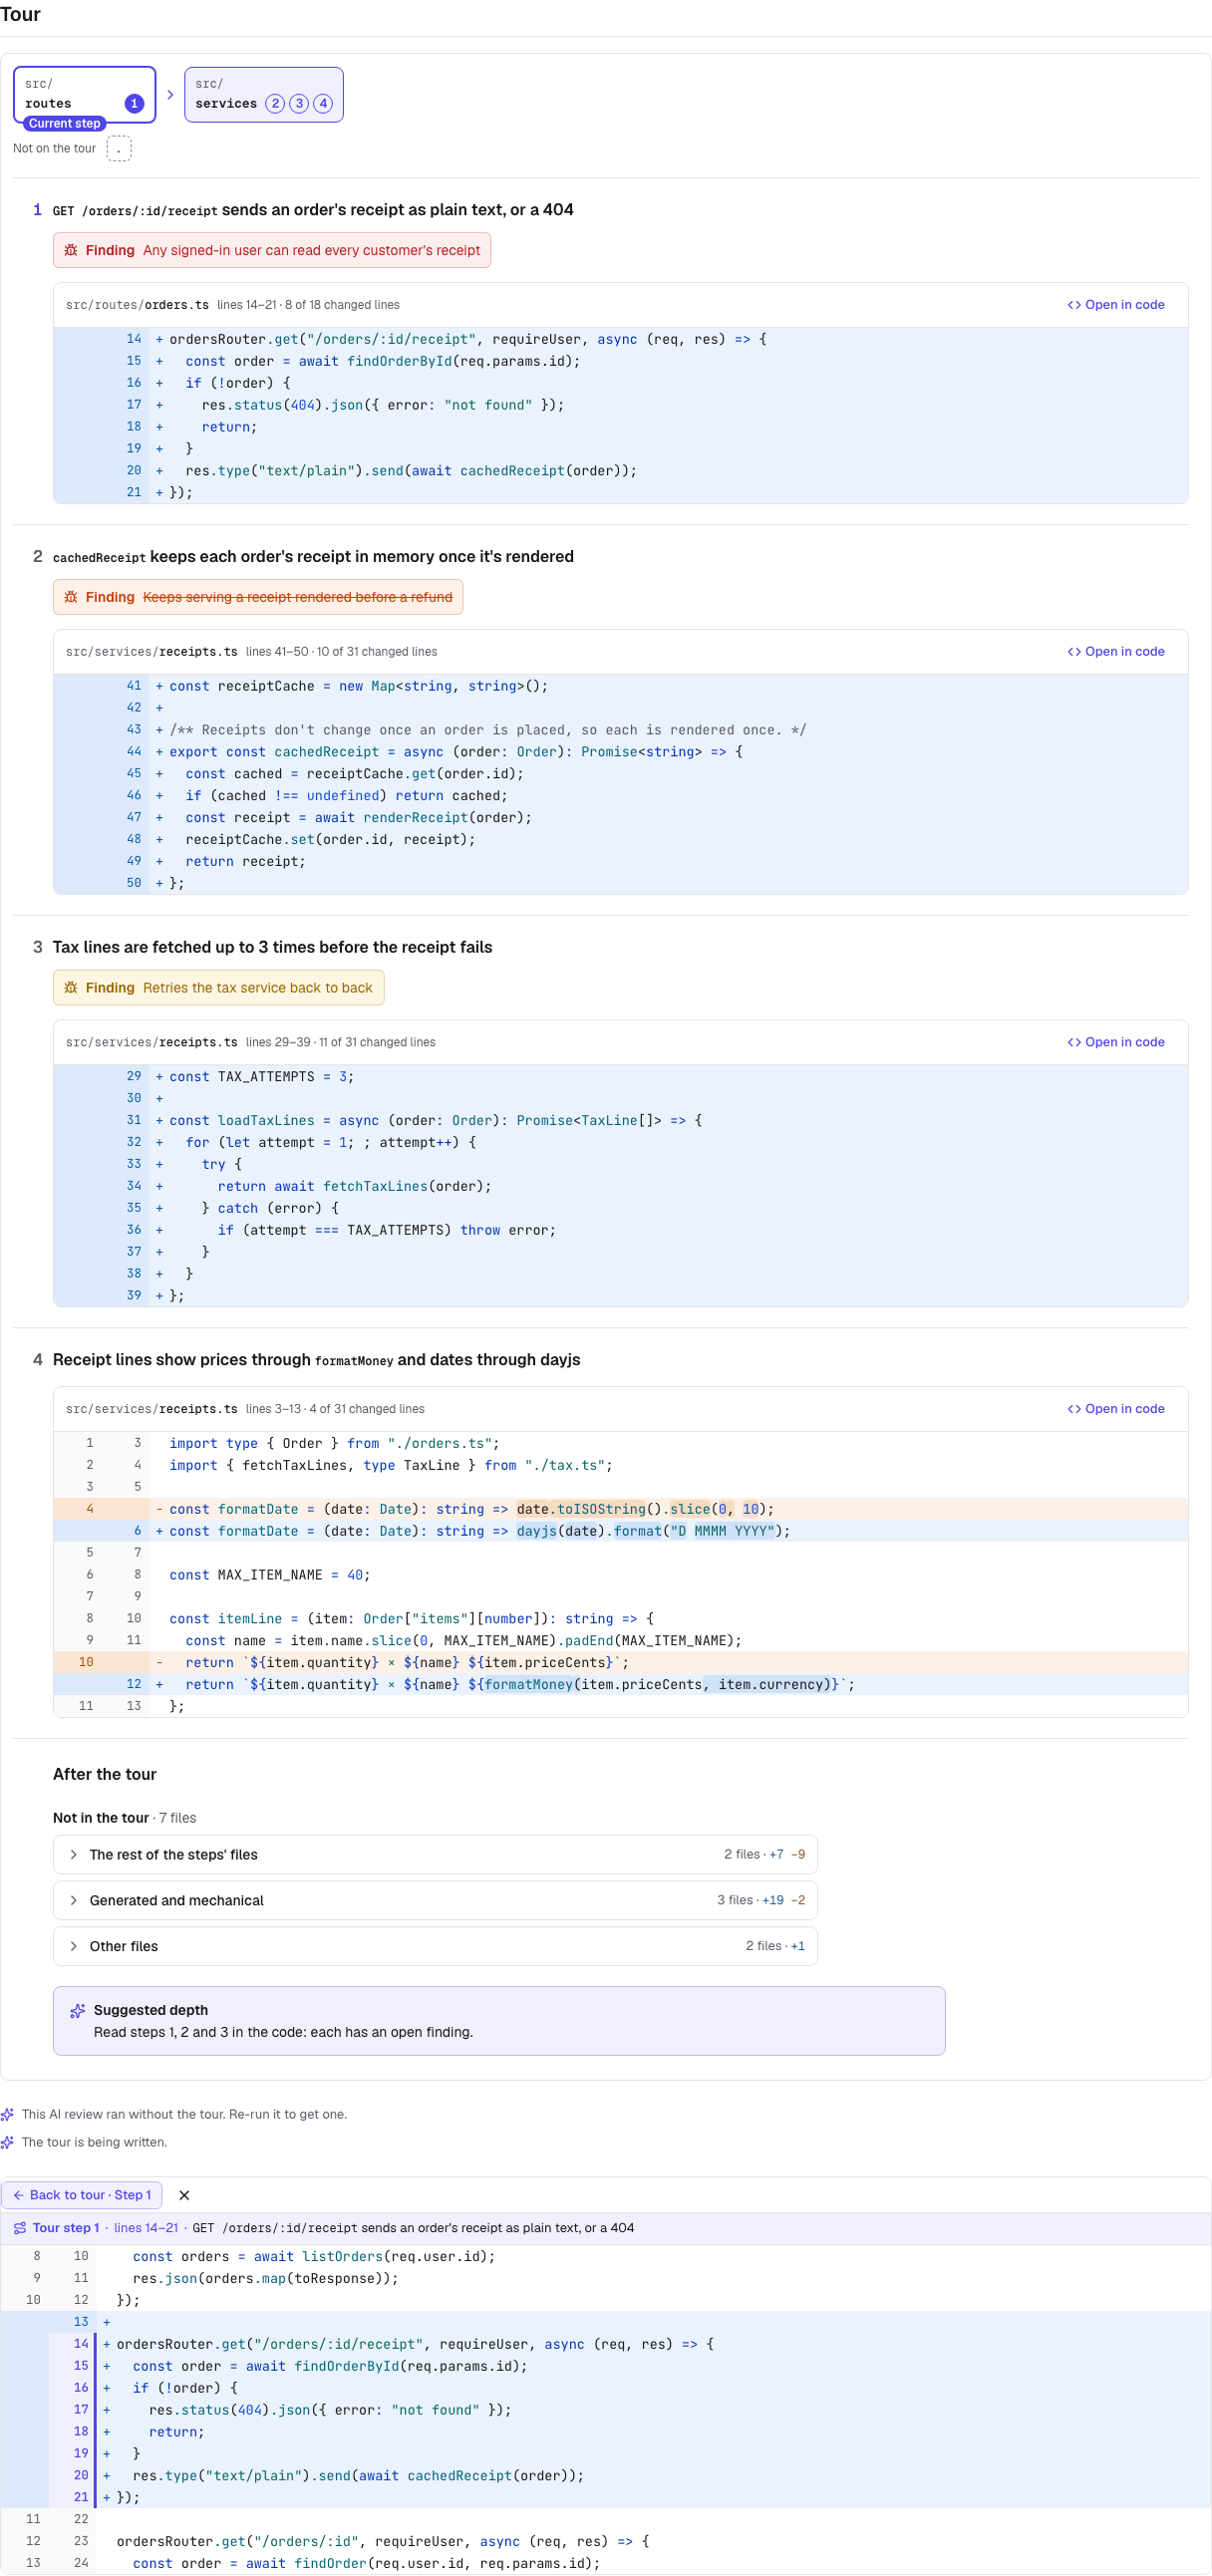 Tour
src/
routes 1
Current step
src/
services 2 3 4
Not on the tour .
1 GET /orders/:id/receipt sends an order's receipt as plain text, or a 404
Finding Any signed-in user can read every customer's receipt
src/routes/orders.ts lines 14–21 · 8 of 18 changed lines <> Open in code
14 + ordersRouter.get("/orders/:id/receipt", requireUser, async (req, res) => {
15 +   const order = await findOrderById(req.params.id);
16 +   if (!order) {
17 +     res.status(404).json({ error: "not found" });
18 +     return;
19 +   }
20 +   res.type("text/plain").send(await cachedReceipt(order));
21 + });
2 cachedReceipt keeps each order's receipt in memory once it's rendered
Finding Keeps serving a receipt rendered before a refund
src/services/receipts.ts lines 41–50 · 10 of 31 changed lines <> Open in code
41 + const receiptCache = new Map<string, string>();
42 +
43 + /** Receipts don't change once an order is placed, so each is rendered once. */
44 + export const cachedReceipt = async (order: Order): Promise<string> => {
45 +   const cached = receiptCache.get(order.id);
46 +   if (cached !== undefined) return cached;
47 +   const receipt = await renderReceipt(order);
48 +   receiptCache.set(order.id, receipt);
49 +   return receipt;
50 + };
3 Tax lines are fetched up to 3 times before the receipt fails
Finding Retries the tax service back to back
src/services/receipts.ts lines 29–39 · 11 of 31 changed lines <> Open in code
29 + const TAX_ATTEMPTS = 3;
30 +
31 + const loadTaxLines = async (order: Order): Promise<TaxLine[]> => {
32 +   for (let attempt = 1; ; attempt++) {
33 +     try {
34 +       return await fetchTaxLines(order);
35 +     } catch (error) {
36 +       if (attempt === TAX_ATTEMPTS) throw error;
37 +     }
38 +   }
39 + };
4 Receipt lines show prices through formatMoney and dates through dayjs
src/services/receipts.ts lines 3–13 · 4 of 31 changed lines <> Open in code
1 3 import type { Order } from "./orders.ts";
2 4 import { fetchTaxLines, type TaxLine } from "./tax.ts";
3 5
4 - const formatDate = (date: Date): string => date.toISOString().slice(0, 10);
6 + const formatDate = (date: Date): string => dayjs(date).format("D MMMM YYYY");
5 7
6 8 const MAX_ITEM_NAME = 40;
7 9
8 10 const itemLine = (item: Order["items"][number]): string => {
9 11   const name = item.name.slice(0, MAX_ITEM_NAME).padEnd(MAX_ITEM_NAME);
10 -   return `${item.quantity} × ${name} ${item.priceCents}`;
12 +   return `${item.quantity} × ${name} ${formatMoney(item.priceCents, item.currency)}`;
11 13 };
After the tour
Not in the tour · 7 files
The rest of the steps' files 2 files · +7 −9
Generated and mechanical 3 files · +19 −2
Other files 2 files · +1
Suggested depth
Read steps 1, 2 and 3 in the code: each has an open finding.
This AI review ran without the tour. Re-run it to get one.
The tour is being written.
← Back to tour · Step 1 ×
Tour step 1 · lines 14–21 · GET /orders/:id/receipt sends an order's receipt as plain text, or a 404
8 10   const orders = await listOrders(req.user.id);
9 11   res.json(orders.map(toResponse));
10 12 });
13 +
14 + ordersRouter.get("/orders/:id/receipt", requireUser, async (req, res) => {
15 +   const order = await findOrderById(req.params.id);
16 +   if (!order) {
17 +     res.status(404).json({ error: "not found" });
18 +     return;
19 +   }
20 +   res.type("text/plain").send(await cachedReceipt(order));
21 + });
11 22
12 23 ordersRouter.get("/orders/:id", requireUser, async (req, res) => {
13 24   const order = await findOrder(req.user.id, req.params.id);